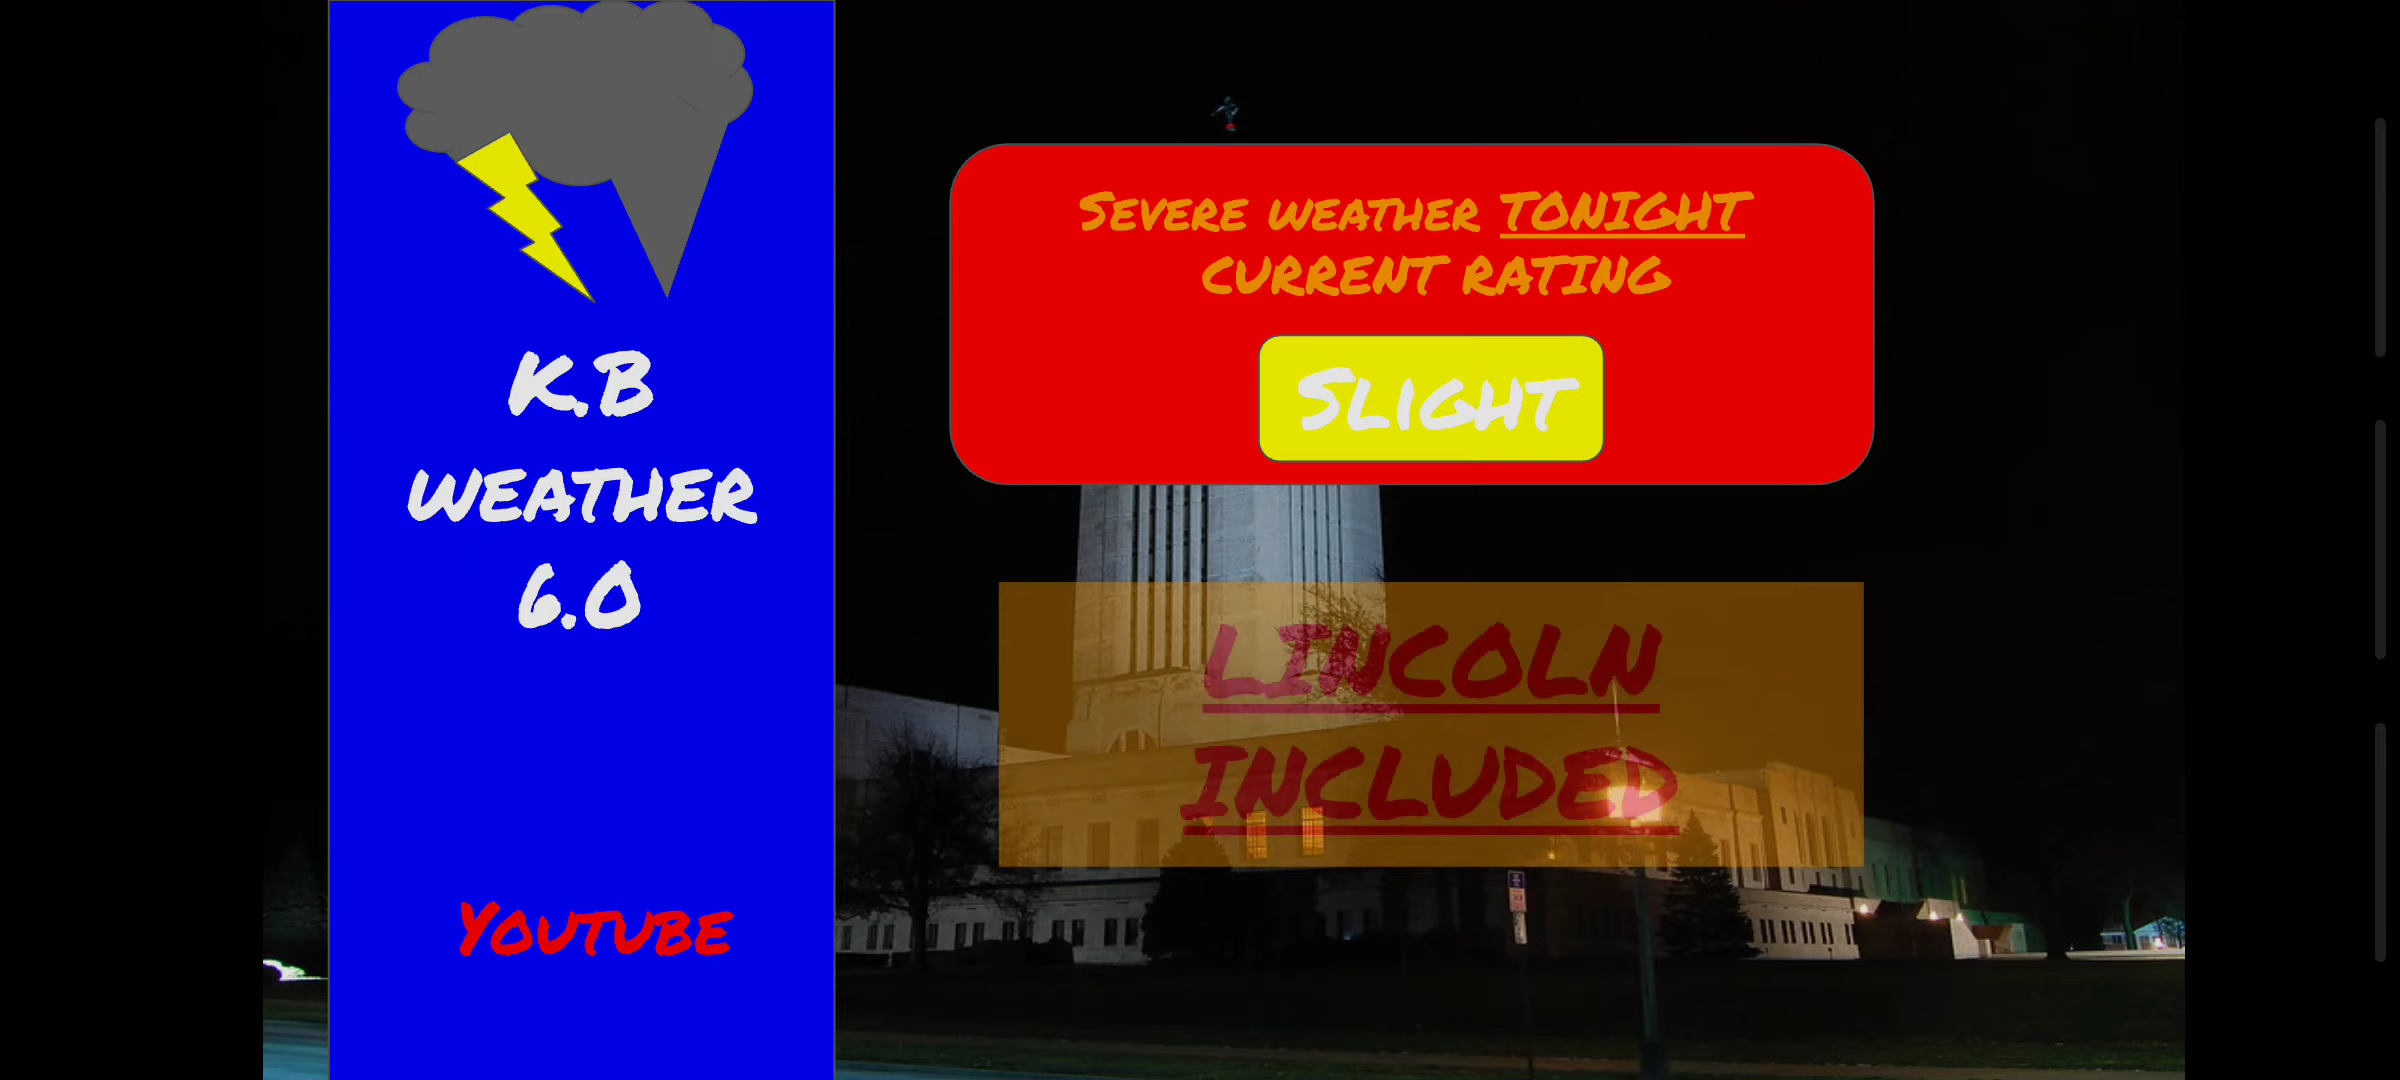 K.B
WEATHER
6.0
YOUTUBE
SEVERE WEATHER TONIGHT
CURRENT RATING
SLIGHT
LINCOLN
INCLUDED